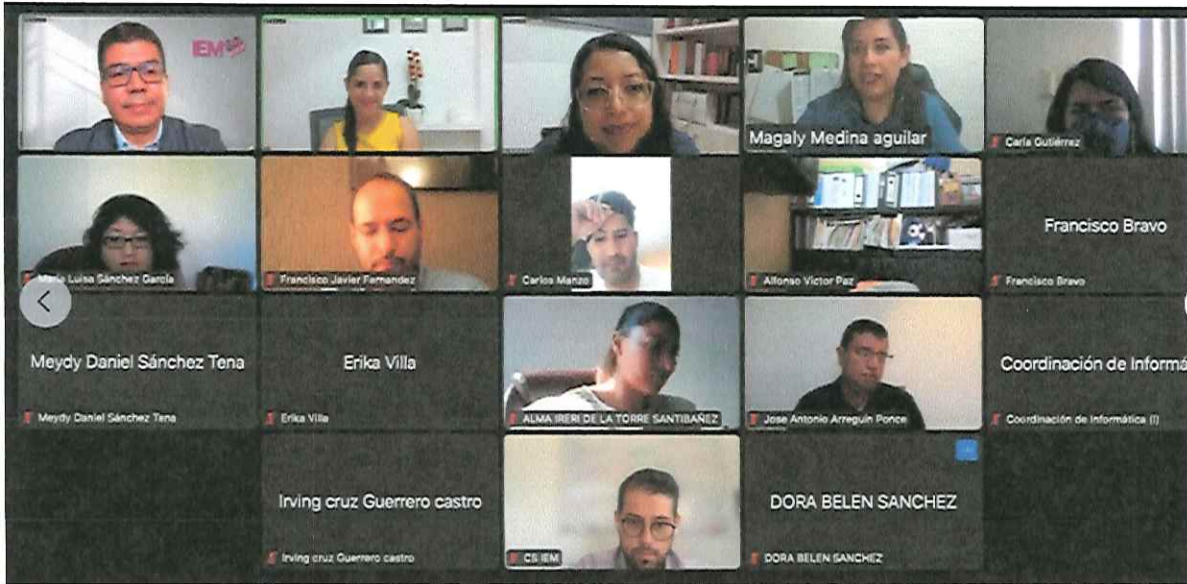 IEM
Magaly Medina aguilar
Carla Gutiérrez
María Luisa Sánchez García
Francisco Javier Fernandez
Carlos Manzo
Alfonso Victor Paz
Francisco Bravo
Francisco Bravo
Meydy Daniel Sánchez Tena
Meydy Daniel Sánchez Tena
Erika Villa
Erika Villa
ALMA IRERI DE LA TORRE SANTIBAÑEZ
Jose Antonio Arreguin Ponce
Coordinación de Informá
Coordinación de Informática (I)
Irving cruz Guerrero castro
Irving cruz Guerrero castro
CS IEM
DORA BELEN SANCHEZ
DORA BELEN SANCHEZ